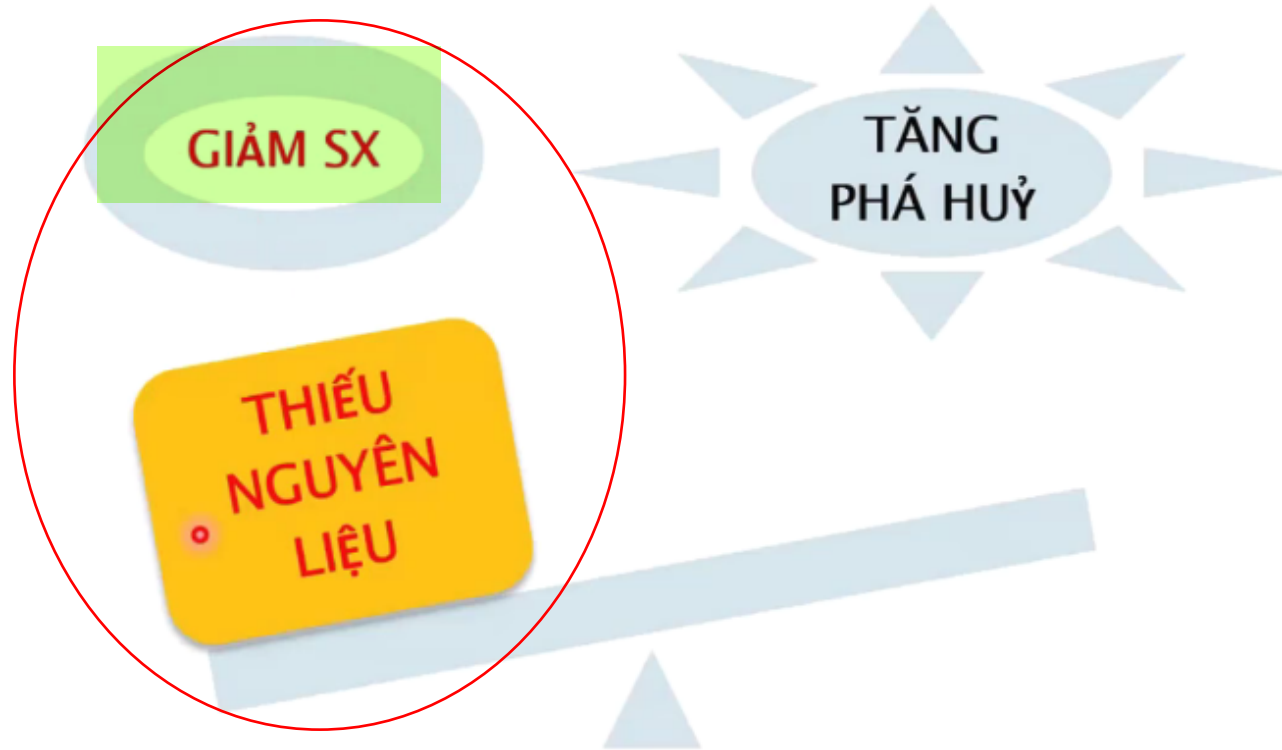 GIẢM SX
TĂNG
PHÁ HUỶ
THIẾU
NGUYÊN
LIỆU